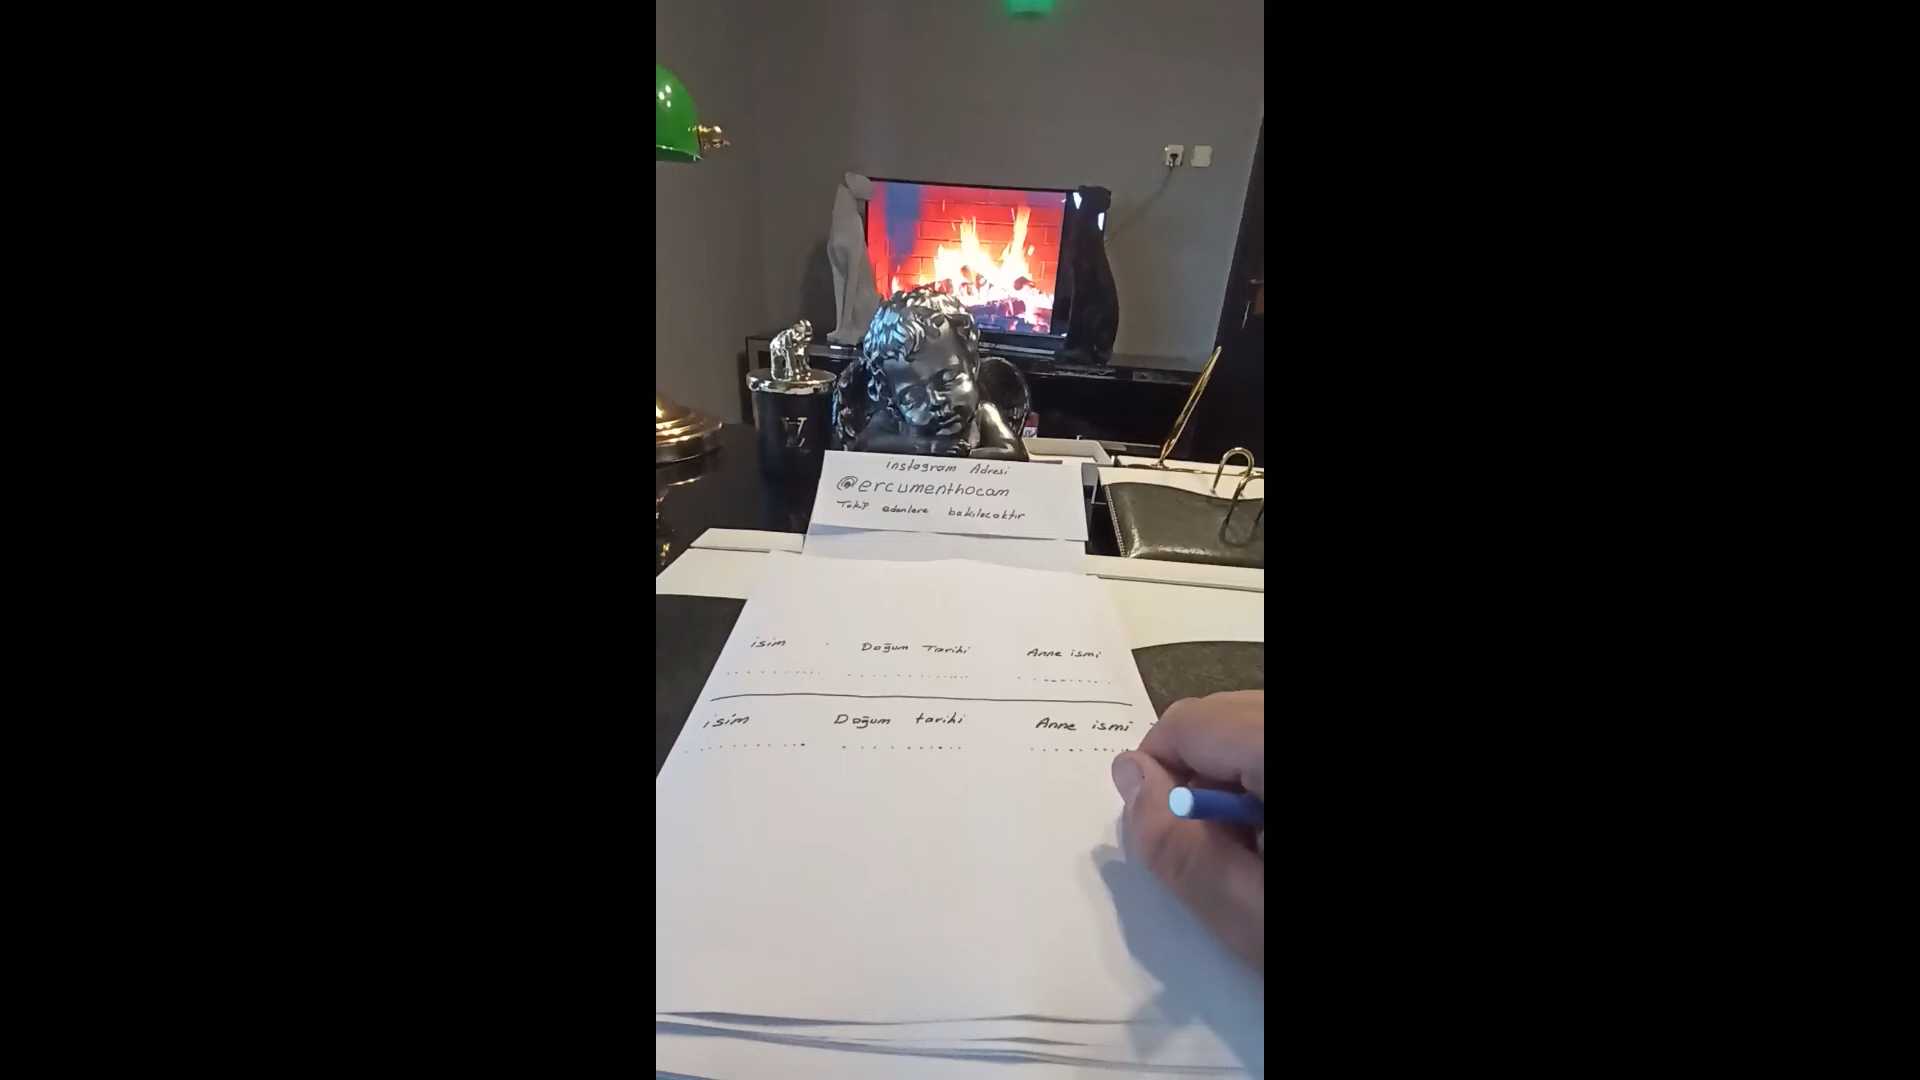 instagram Adresi
@ercumenthocam
Takip edenlere bakılacaktır
isim Doğum Tarihi Anne ismi
isim Doğum tarihi Anne ismi